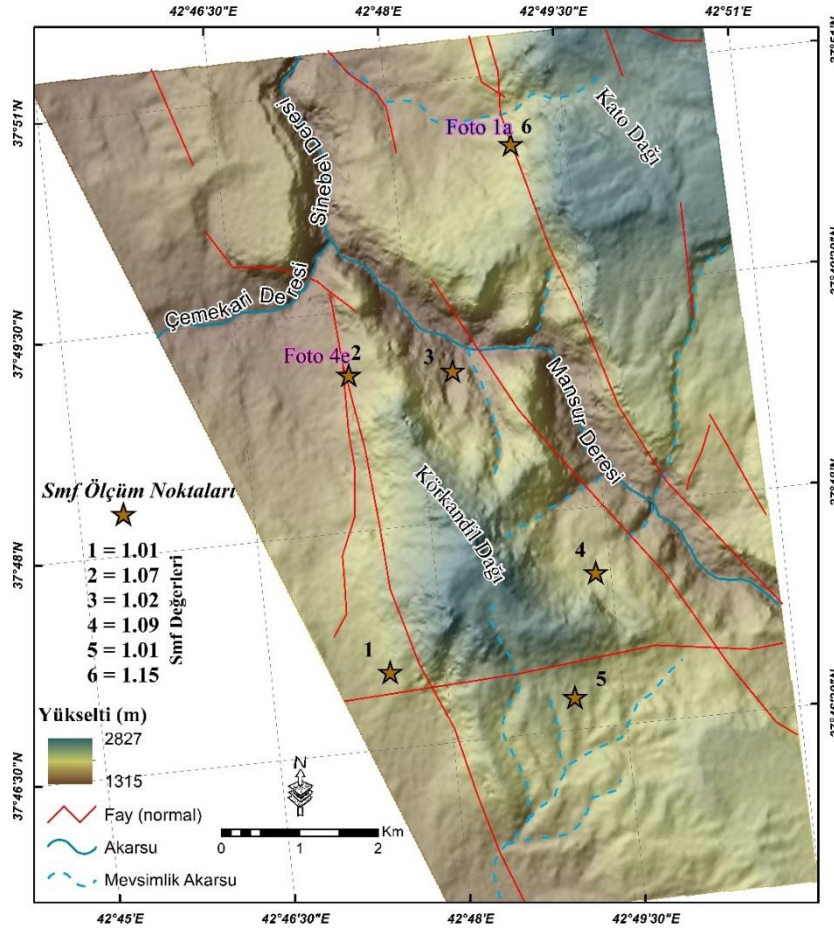 42°46'30"E
42°48'E
42°49'30"E
42°51'E
37°51'N
37°51'N
Kato Dağı
Foto 1a
6
Sinebel Deresi
Çemekari Deresi
37°49'30"N
Foto 4e
2
3
Mansur Deresi
Körkandil Dağı
37°48'N
Smf Ölçüm Noktaları
1 = 1.01
2 = 1.07
3 = 1.02
4 = 1.09
5 = 1.01
6 = 1.15
Smf Değerleri
4
37°48'N
1
5
Yükselti (m)
2827
1315
37°46'30"N
N
Fay (normal)
Akarsu
Mevsimlik Akarsu
Km
0 1 2
42°45'E
42°46'30"E
42°48'E
42°49'30"E